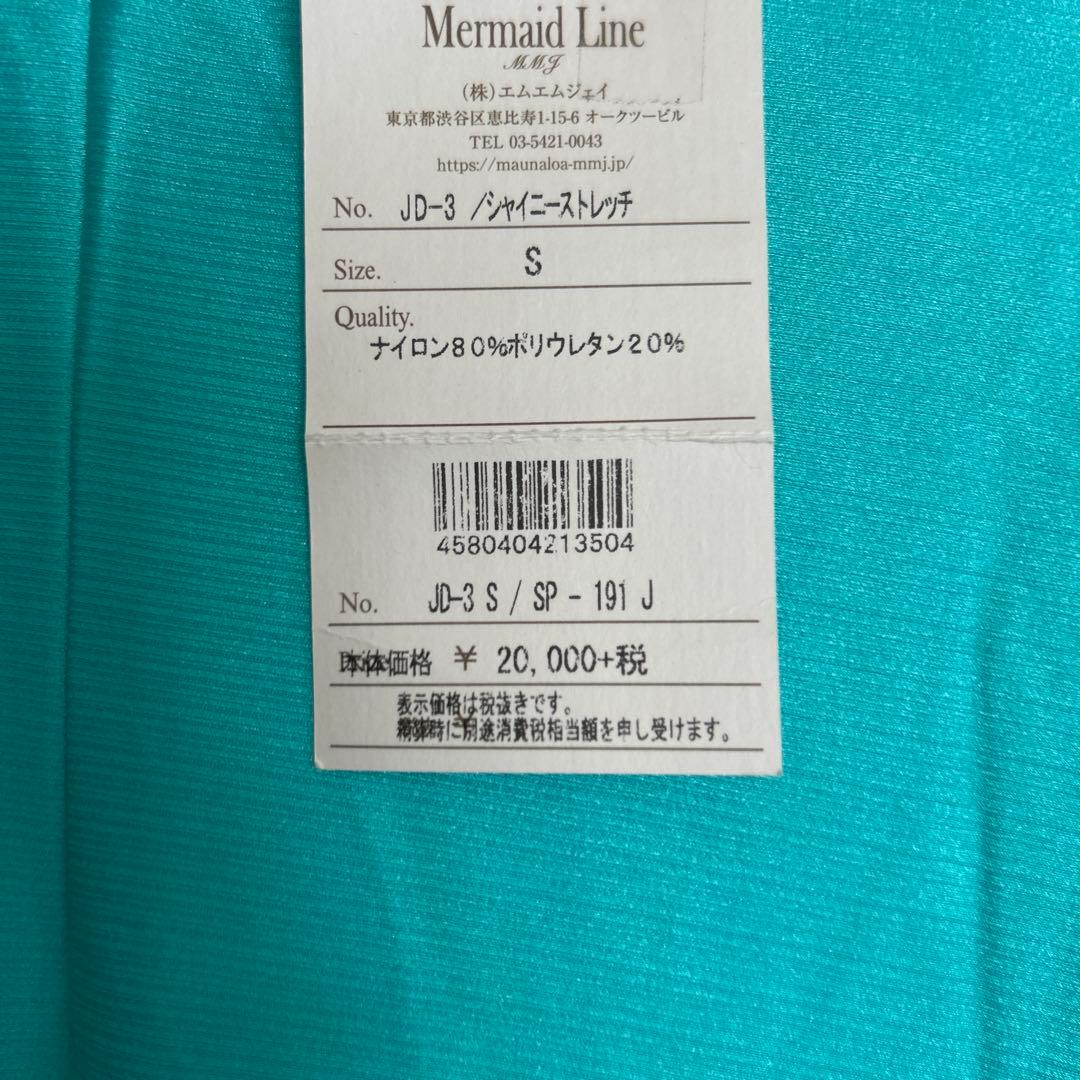 Mermaid Line
MMJ
(株)エムエムジェイ
東京都渋谷区恵比寿1-15-6 オークツービル
TEL 03-5421-0043
https://maunaloa-mmj.jp/
No. JD-3 /シャイニーストレッチ
Size. S
Quality.
ナイロン80%ポリウレタン20%
4580404213504
No. JD-3 S / SP - 191 J
本体価格 ¥ 20,000+税
表示価格は税抜きです。
精算時に別途消費税相当額を申し受けます。